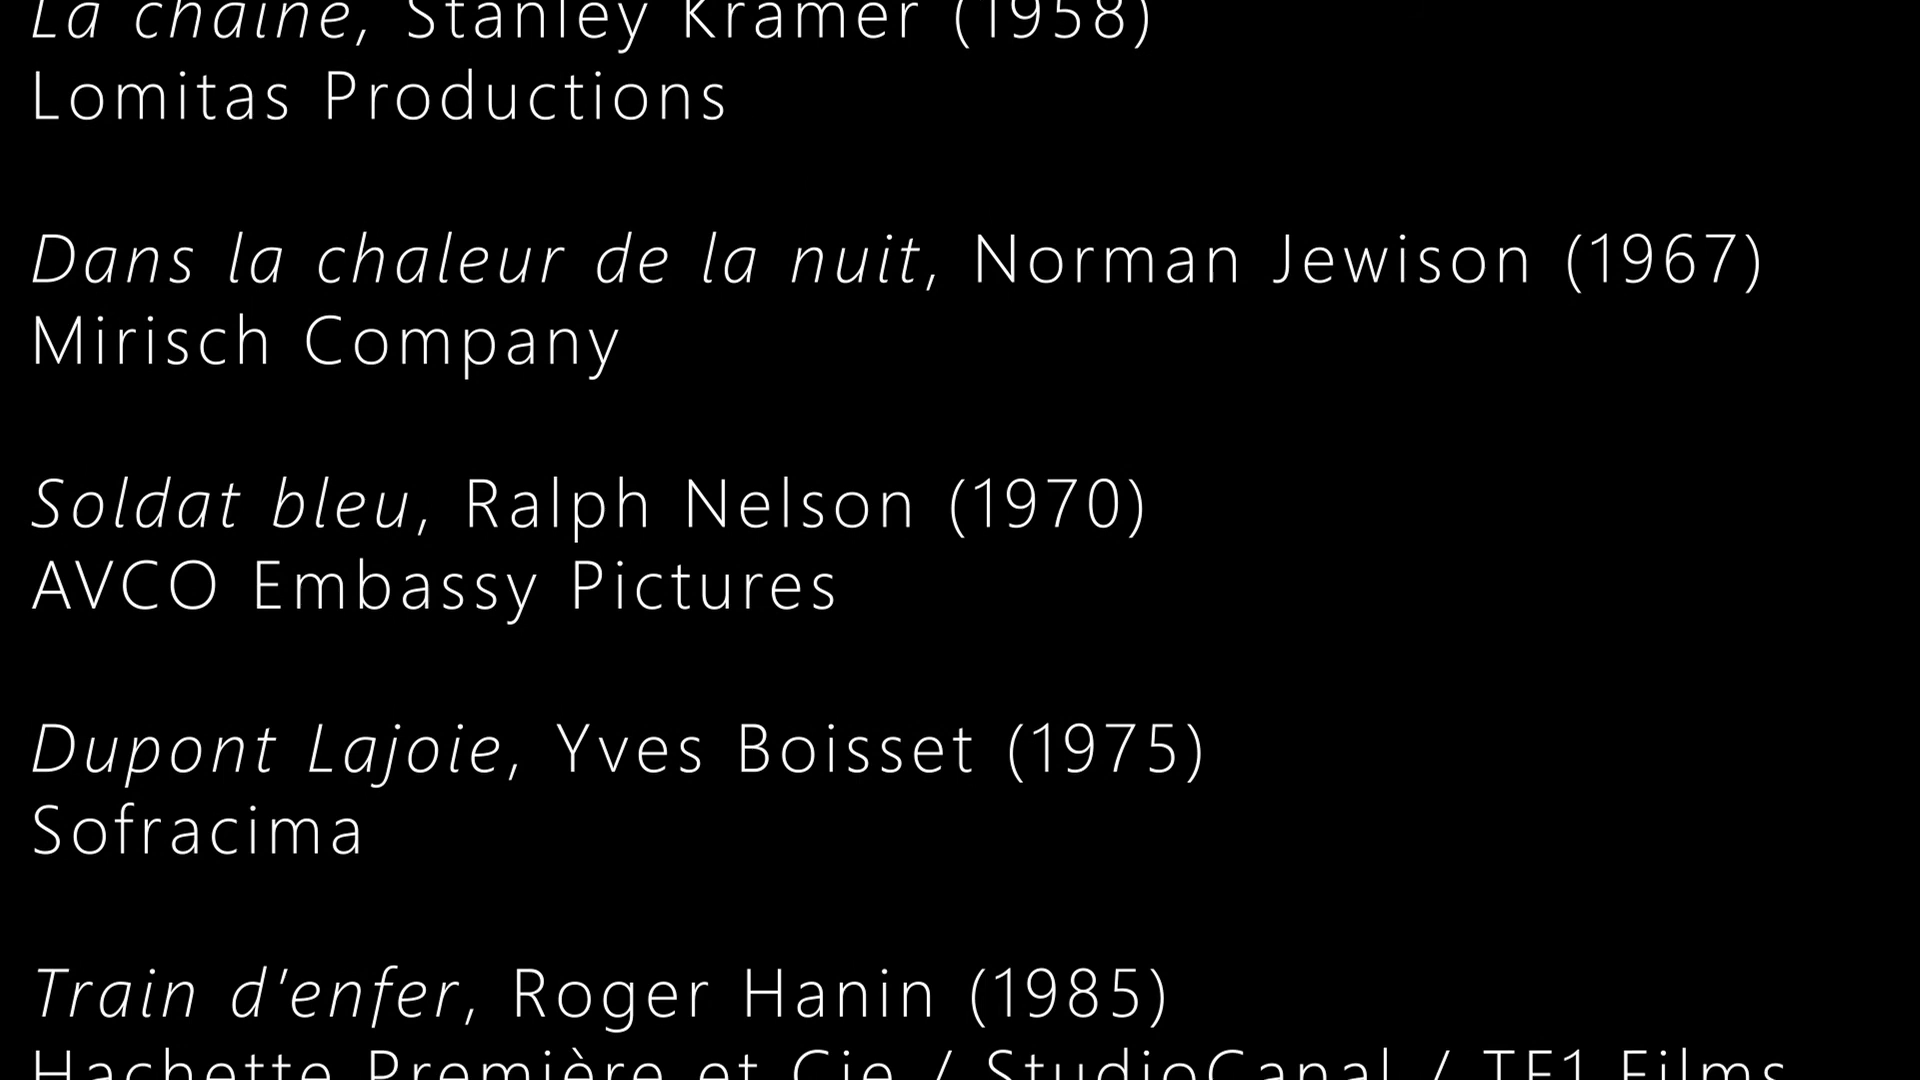 La chaîne, Stanley Kramer (1958)
Lomitas Productions
Dans la chaleur de la nuit, Norman Jewison (1967)
Mirisch Company
Soldat bleu, Ralph Nelson (1970)
AVCO Embassy Pictures
Dupont Lajoie, Yves Boisset (1975)
Sofracima
Train d'enfer, Roger Hanin (1985)
Hachette Première et Cie / StudioCanal / TF1 Films